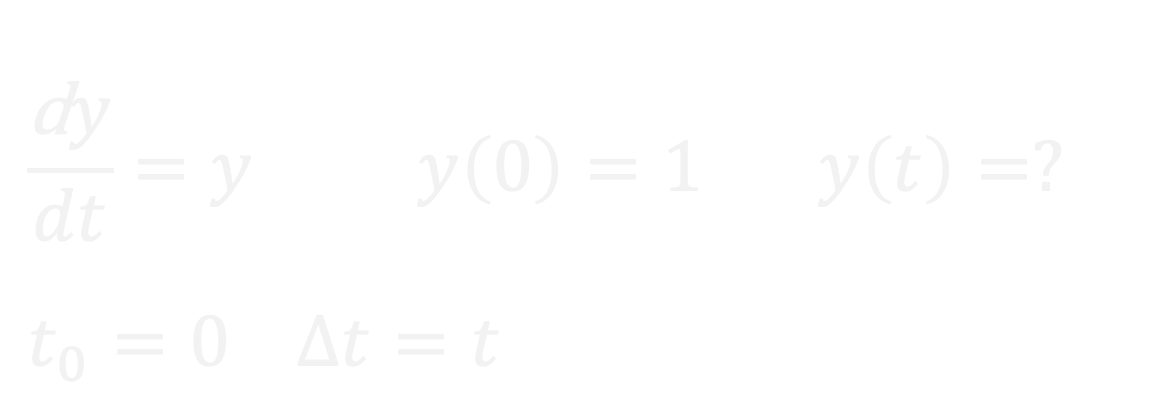 dy/dt = y y(0) = 1 y(t) =?
t₀ = 0 Δt = t